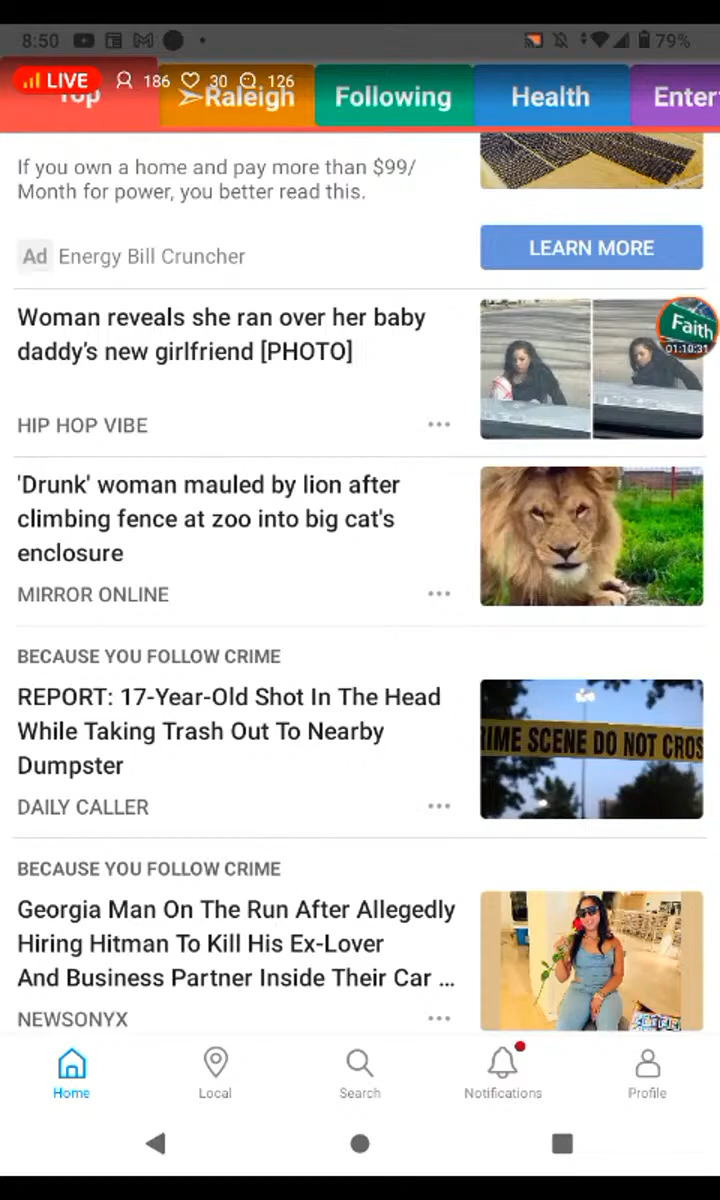 8:50
79%
LIVE 186 30 126
Top
Raleigh
Following
Health
Enter
If you own a home and pay more than $99/
Month for power, you better read this.
Ad Energy Bill Cruncher
LEARN MORE
Woman reveals she ran over her baby
daddy's new girlfriend [PHOTO]
HIP HOP VIBE
Faith
01:10:31
'Drunk' woman mauled by lion after
climbing fence at zoo into big cat's
enclosure
MIRROR ONLINE
BECAUSE YOU FOLLOW CRIME
REPORT: 17-Year-Old Shot In The Head
While Taking Trash Out To Nearby
Dumpster
DAILY CALLER
RIME SCENE DO NOT CROS
BECAUSE YOU FOLLOW CRIME
Georgia Man On The Run After Allegedly
Hiring Hitman To Kill His Ex-Lover
And Business Partner Inside Their Car ...
NEWSONYX
Home
Local
Search
Notifications
Profile